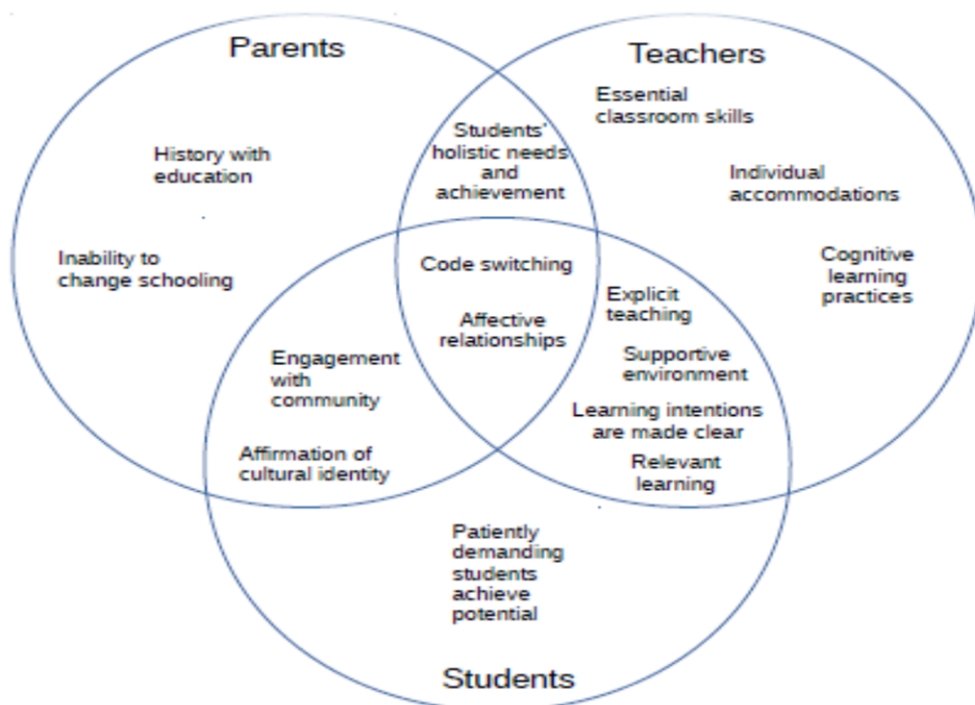 Parents
Teachers
Essential
classroom skills
Students'
holistic needs
and
achievement
History with
education
Individual
accommodations
Inability to
change schooling
Code switching
Cognitive
learning
practices
Explicit
teaching
Affective
relationships
Engagement
with
community
Supportive
environment
Learning intentions
are made clear
Affirmation of
cultural identity
Relevant
learning
Patiently
demanding
students
achieve
potential
Students